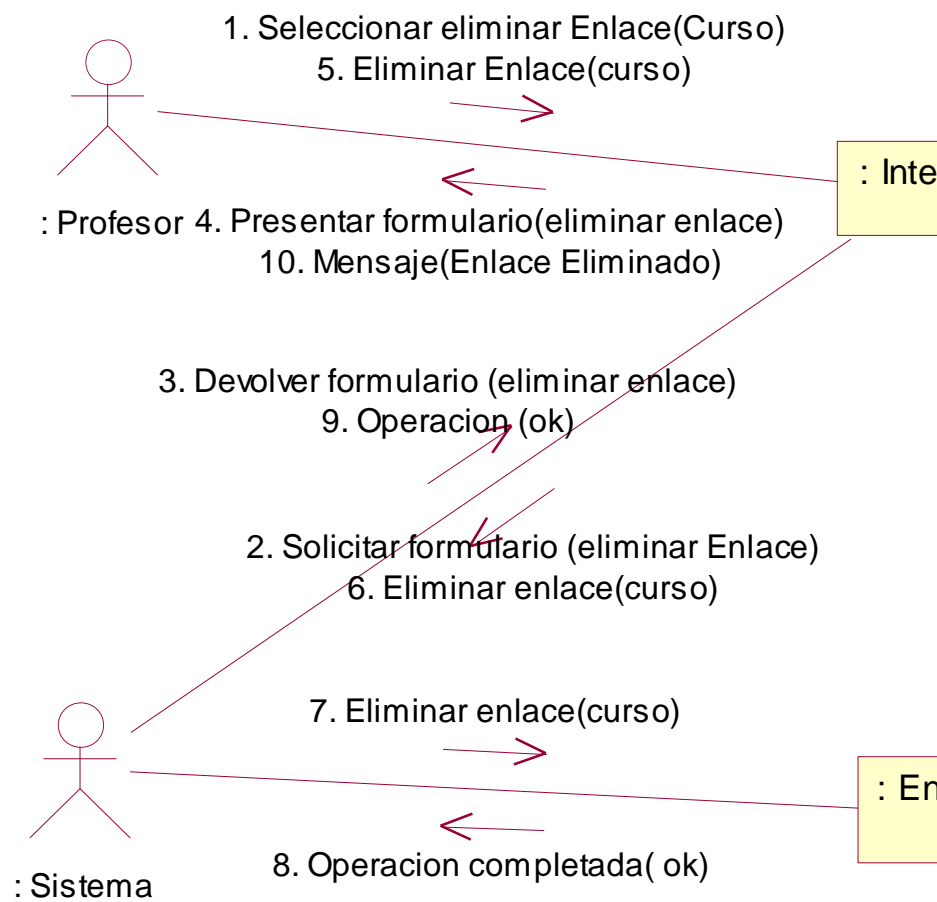 1. Seleccionar eliminar Enlace(Curso)
5. Eliminar Enlace(curso)
: Inte
: Profesor
4. Presentar formulario(eliminar enlace)
10. Mensaje(Enlace Eliminado)
3. Devolver formulario (eliminar enlace)
9. Operacion (ok)
2. Solicitar formulario (eliminar Enlace)
6. Eliminar enlace(curso)
7. Eliminar enlace(curso)
: En
8. Operacion completada( ok)
: Sistema